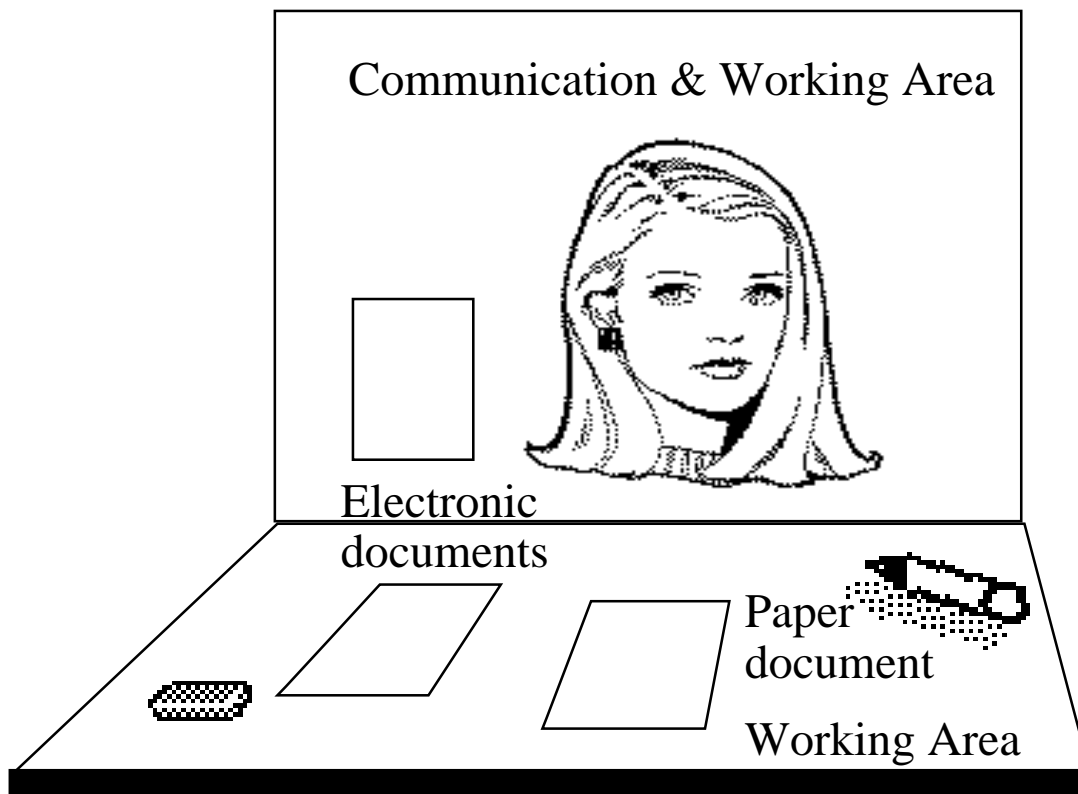 Communication & Working Area
Electronic
documents
Paper
document
Working Area